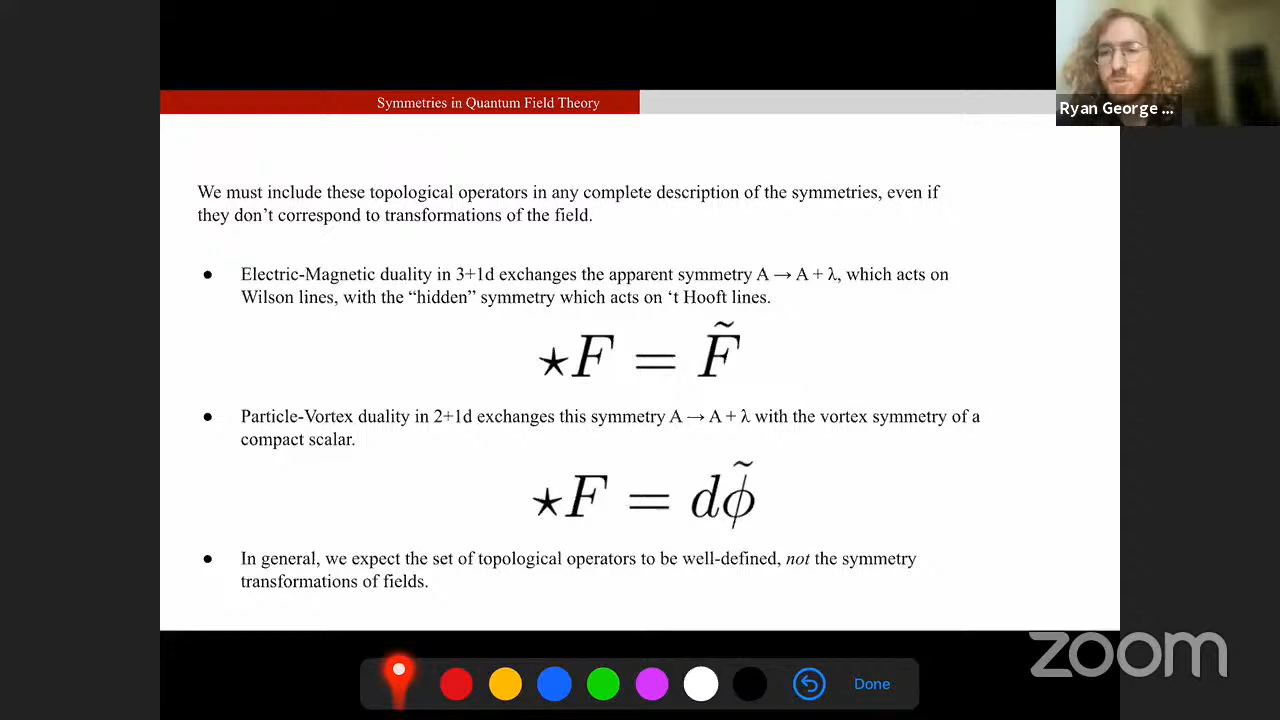 Symmetries in Quantum Field Theory
Ryan George ...
We must include these topological operators in any complete description of the symmetries, even if
they don’t correspond to transformations of the field.
● Electric-Magnetic duality in 3+1d exchanges the apparent symmetry A → A + λ, which acts on
Wilson lines, with the “hidden” symmetry which acts on ‘t Hooft lines.
⋆F = F̃
● Particle-Vortex duality in 2+1d exchanges this symmetry A → A + λ with the vortex symmetry of a
compact scalar.
⋆F = dϕ̃
● In general, we expect the set of topological operators to be well-defined, not the symmetry
transformations of fields.
zoom
Done